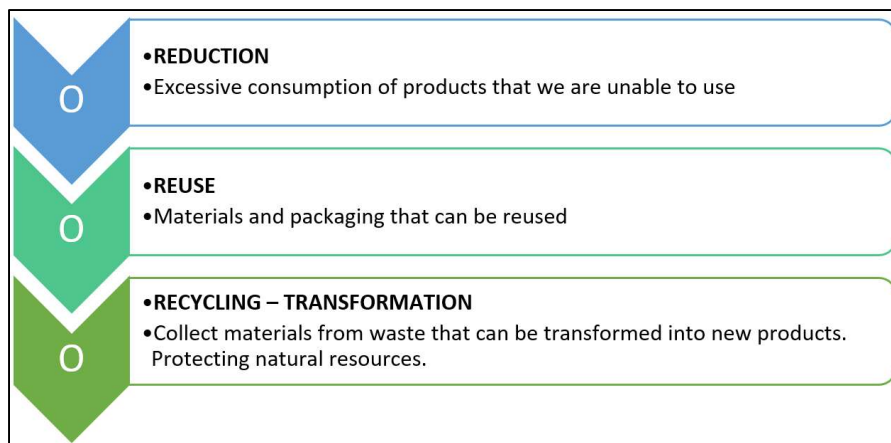 O
•REDUCTION
•Excessive consumption of products that we are unable to use
O
•REUSE
•Materials and packaging that can be reused
O
•RECYCLING – TRANSFORMATION
•Collect materials from waste that can be transformed into new products.
Protecting natural resources.